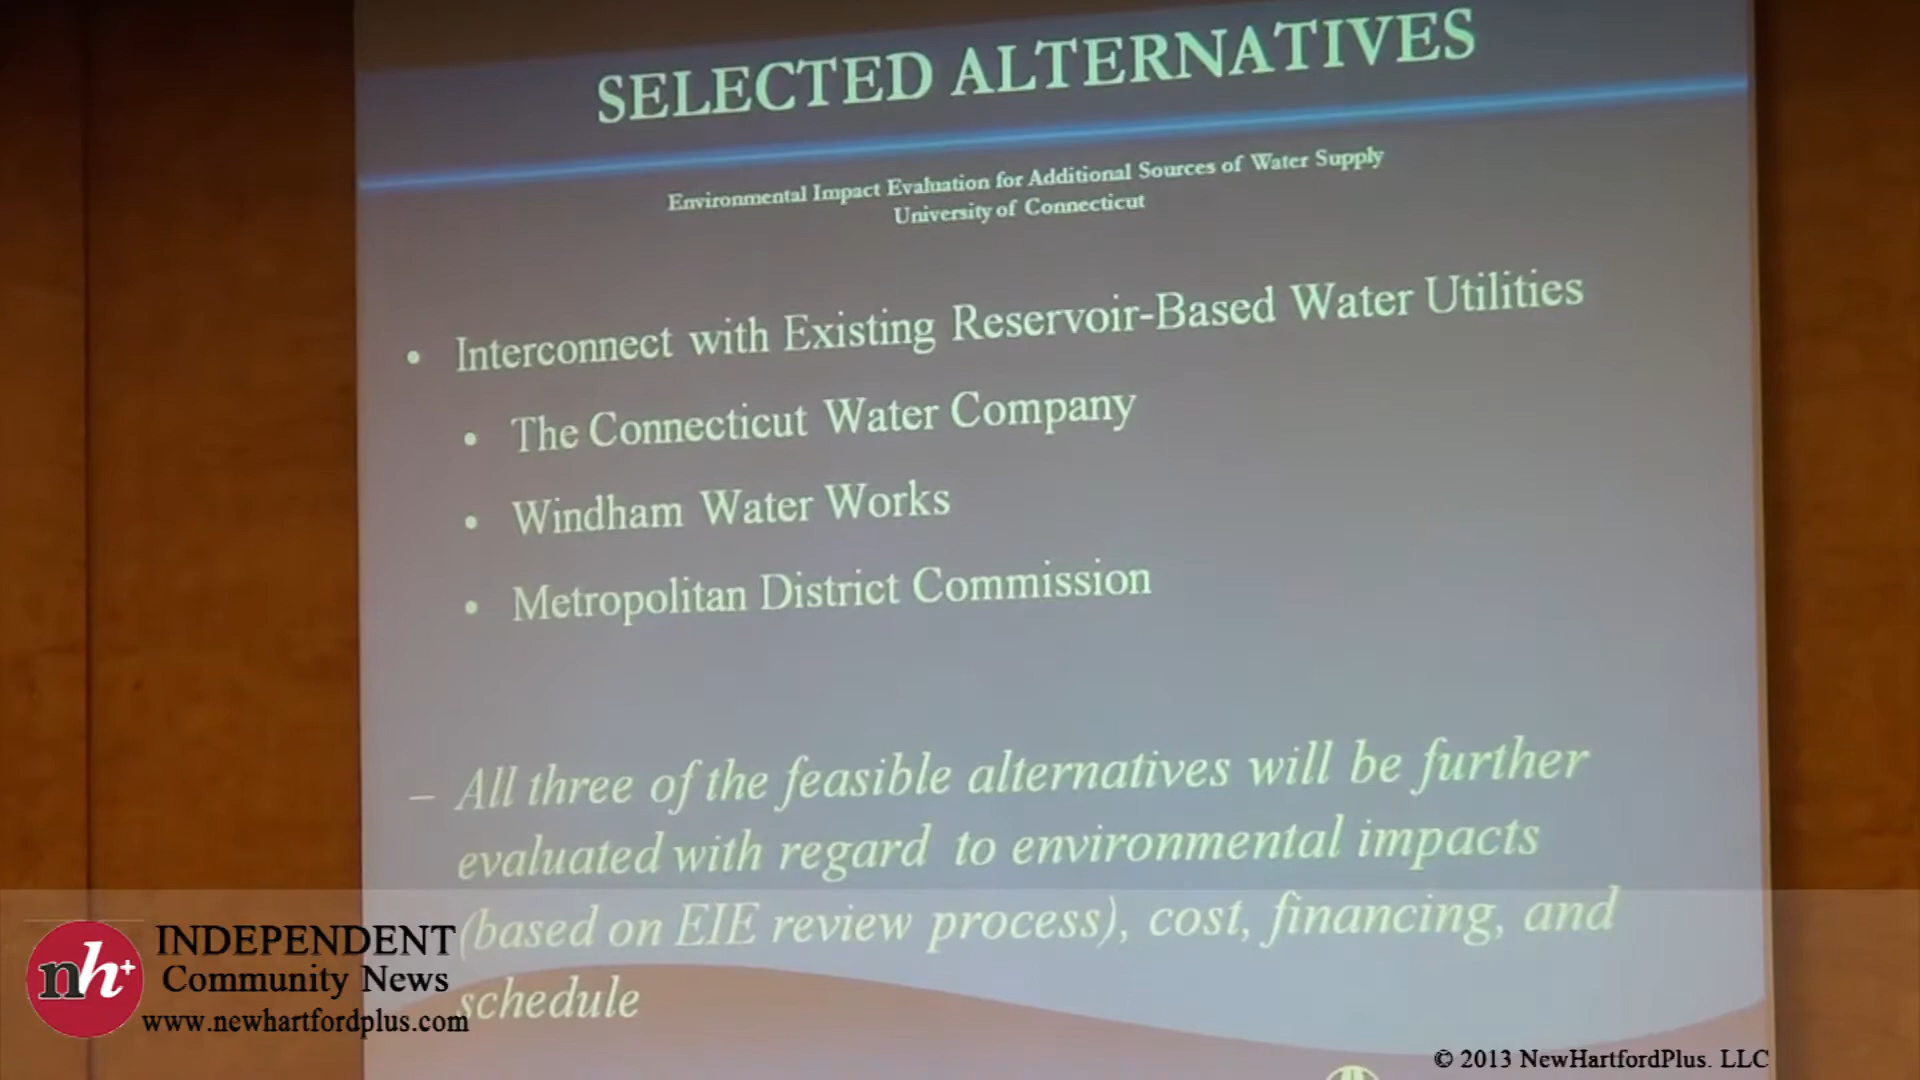 SELECTED ALTERNATIVES
Environmental Impact Evaluation for Additional Sources of Water Supply
University of Connecticut
• Interconnect with Existing Reservoir-Based Water Utilities
• The Connecticut Water Company
• Windham Water Works
• Metropolitan District Commission
– All three of the feasible alternatives will be further
evaluated with regard to environmental impacts
(based on EIE review process), cost, financing, and
schedule
nh+
INDEPENDENT
Community News
www.newhartfordplus.com
© 2013 NewHartfordPlus. LLC